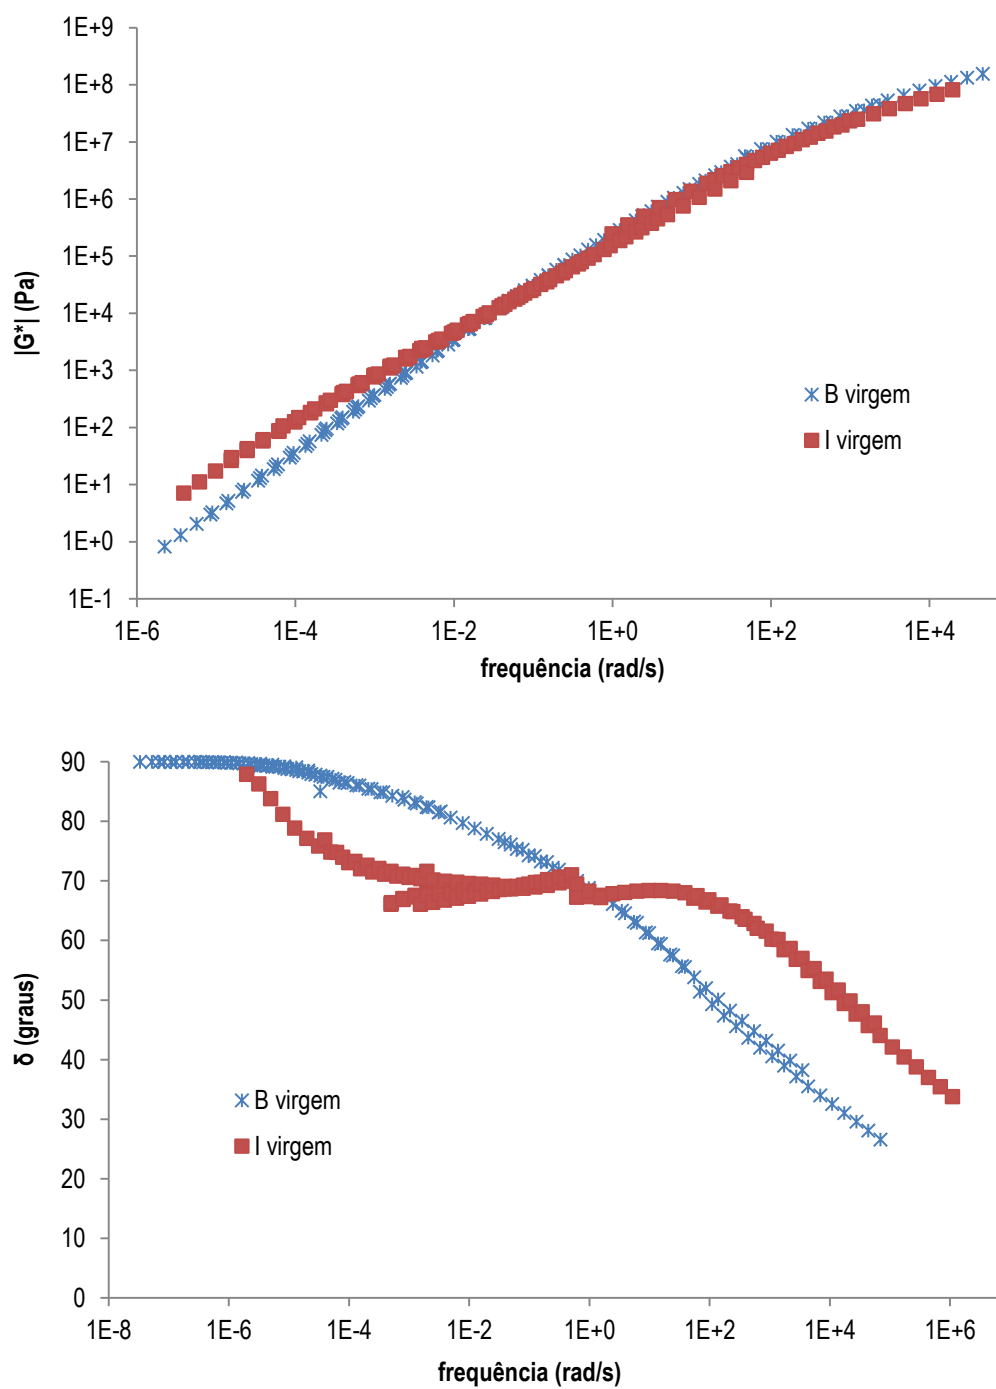 1E+9
1E+8
1E+7
1E+6
1E+5
1E+4
1E+3
1E+2
1E+1
1E+0
1E-1
|G*| (Pa)
B virgem
I virgem
1E-6 1E-4 1E-2 1E+0 1E+2 1E+4
frequência (rad/s)
90
80
70
60
50
40
30
20
10
0
δ (graus)
B virgem
I virgem
1E-8 1E-6 1E-4 1E-2 1E+0 1E+2 1E+4 1E+6
frequência (rad/s)